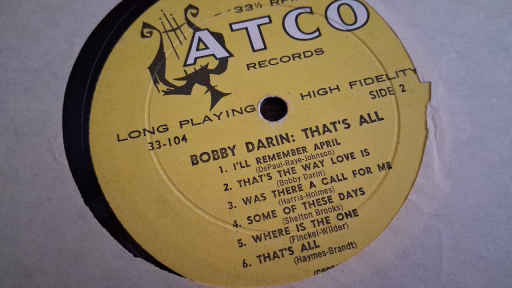 33⅓ RPM
ATCO
RECORDS
LONG PLAYING HIGH FIDELITY
33-104 SIDE 2
BOBBY DARIN: THAT'S ALL
1. I'LL REMEMBER APRIL
(DePaul-Raye-Johnson)
2. THAT'S THE WAY LOVE IS
(Bobby Darin)
3. WAS THERE A CALL FOR ME
(Harris-Holmes)
4. SOME OF THESE DAYS
(Shelton Brooks)
5. WHERE IS THE ONE
(Finckel-Wilder)
6. THAT'S ALL
(Haymes-Brandt)